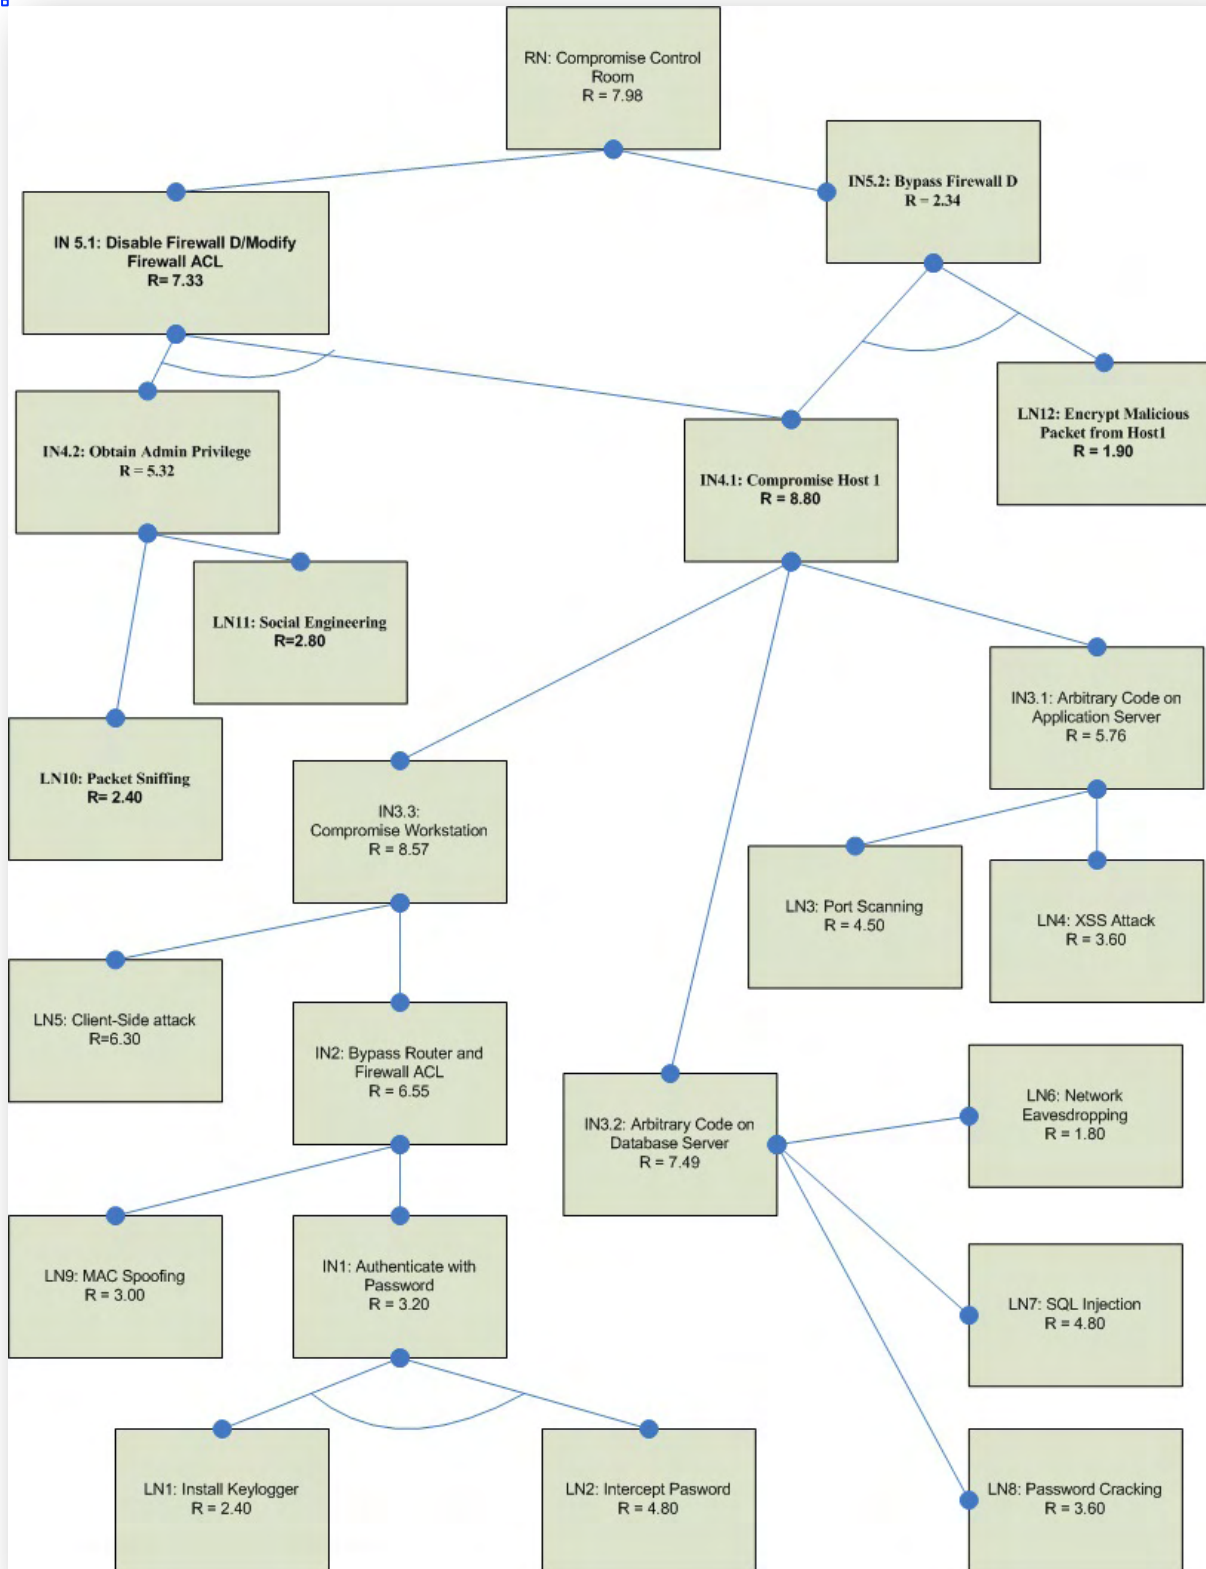 RN: Compromise Control
Room
R = 7.98
IN5.2: Bypass Firewall D
R = 2.34
IN 5.1: Disable Firewall D/Modify
Firewall ACL
R= 7.33
LN12: Encrypt Malicious
Packet from Host1
R = 1.90
IN4.2: Obtain Admin Privilege
R = 5.32
IN4.1: Compromise Host 1
R = 8.80
LN11: Social Engineering
R=2.80
IN3.1: Arbitrary Code on
Application Server
R = 5.76
LN10: Packet Sniffing
R= 2.40
IN3.3:
Compromise Workstation
R = 8.57
LN3: Port Scanning
R = 4.50
LN4: XSS Attack
R = 3.60
LN5: Client-Side attack
R=6.30
IN2: Bypass Router and
Firewall ACL
R = 6.55
LN6: Network
Eavesdropping
R = 1.80
IN3.2: Arbitrary Code on
Database Server
R = 7.49
LN9: MAC Spoofing
R = 3.00
IN1: Authenticate with
Password
R = 3.20
LN7: SQL Injection
R = 4.80
LN1: Install Keylogger
R = 2.40
LN2: Intercept Pasword
R = 4.80
LN8: Password Cracking
R = 3.60